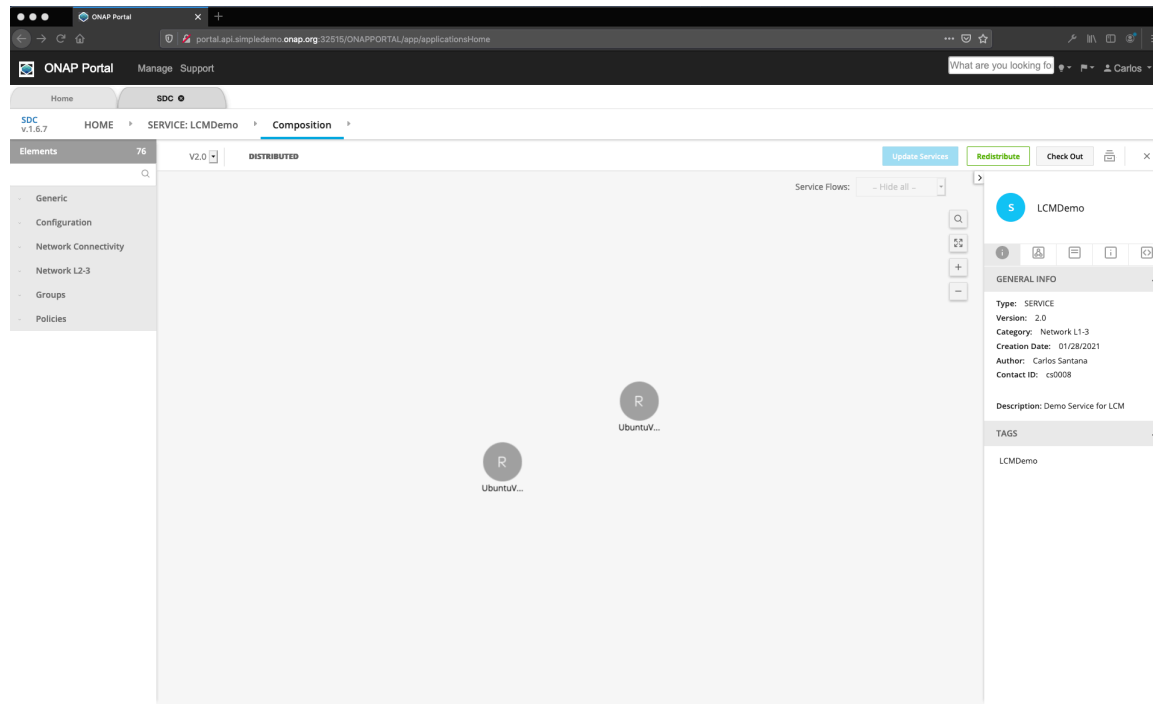 ONAP Portal
portal.api.simpledemo.onap.org:32515/ONAPPORTAL/app/applicationsHome
ONAP Portal Manage Support What are you looking fo Carlos
Home SDC
SDC
v.1.6.7
HOME SERVICE: LCMDemo Composition
Elements 76
V2.0 DISTRIBUTED Update Services Redistribute Check Out
Service Flows: -- Hide all --
Generic
Configuration
Network Connectivity
Network L2-3
Groups
Policies
R
UbuntuV...
R
UbuntuV...
S LCMDemo
GENERAL INFO
Type: SERVICE
Version: 2.0
Category: Network L1-3
Creation Date: 01/28/2021
Author: Carlos Santana
Contact ID: cs0008
Description: Demo Service for LCM
TAGS
LCMDemo